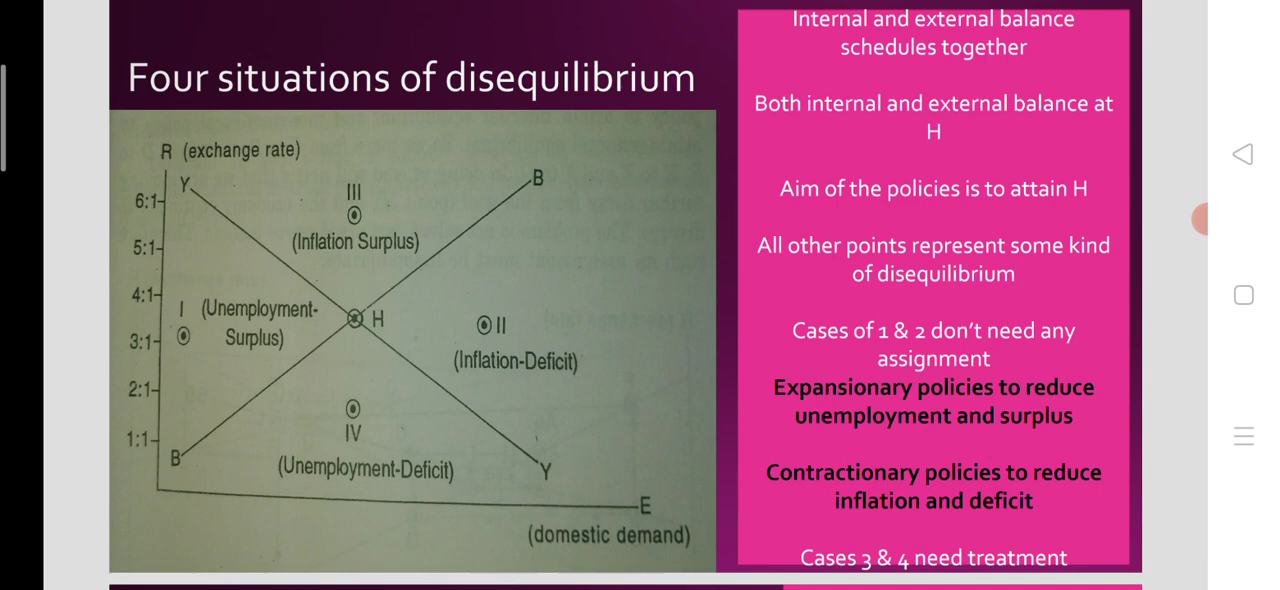 Four situations of disequilibrium
R (exchange rate)
Y
B
6:1
III
(Inflation Surplus)
5:1
4:1
I (Unemployment-
Surplus)
H
II
3:1
(Inflation-Deficit)
2:1
IV
1:1
B
(Unemployment-Deficit)
Y
E
(domestic demand)
Internal and external balance
schedules together
Both internal and external balance at
H
Aim of the policies is to attain H
All other points represent some kind
of disequilibrium
Cases of 1 & 2 don't need any
assignment
Expansionary policies to reduce
unemployment and surplus
Contractionary policies to reduce
inflation and deficit
Cases 3 & 4 need treatment